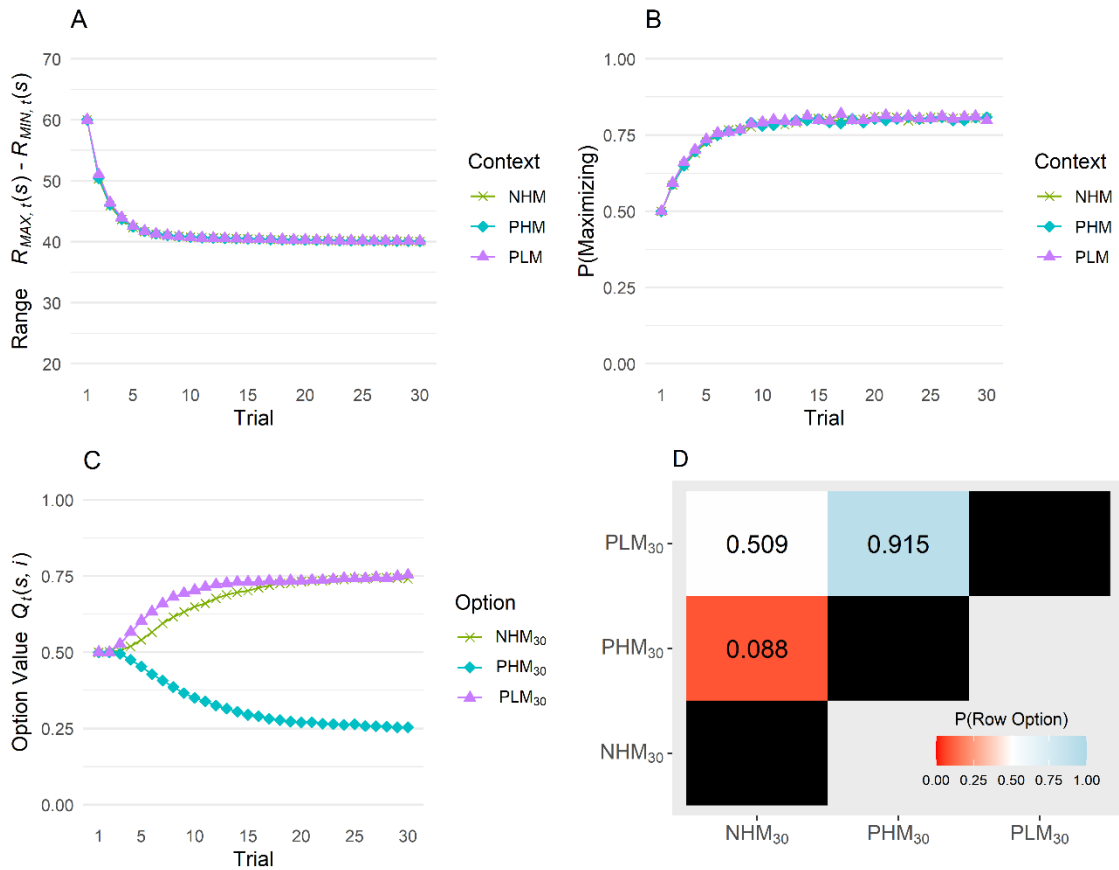 A
Range R_MAX, t(s) - R_MIN, t(s)
70
60
50
40
30
20
1 5 10 15 20 25 30
Trial
Context
NHM
PHM
PLM
B
P(Maximizing)
1.00
0.75
0.50
0.25
0.00
1 5 10 15 20 25 30
Trial
Context
NHM
PHM
PLM
C
Option Value Q_t(s, i)
1.00
0.75
0.50
0.25
0.00
1 5 10 15 20 25 30
Trial
Option
NHM₃₀
PHM₃₀
PLM₃₀
D
PLM₃₀ 0.509 0.915
PHM₃₀ 0.088
NHM₃₀
P(Row Option)
0.00 0.25 0.50 0.75 1.00
NHM₃₀ PHM₃₀ PLM₃₀